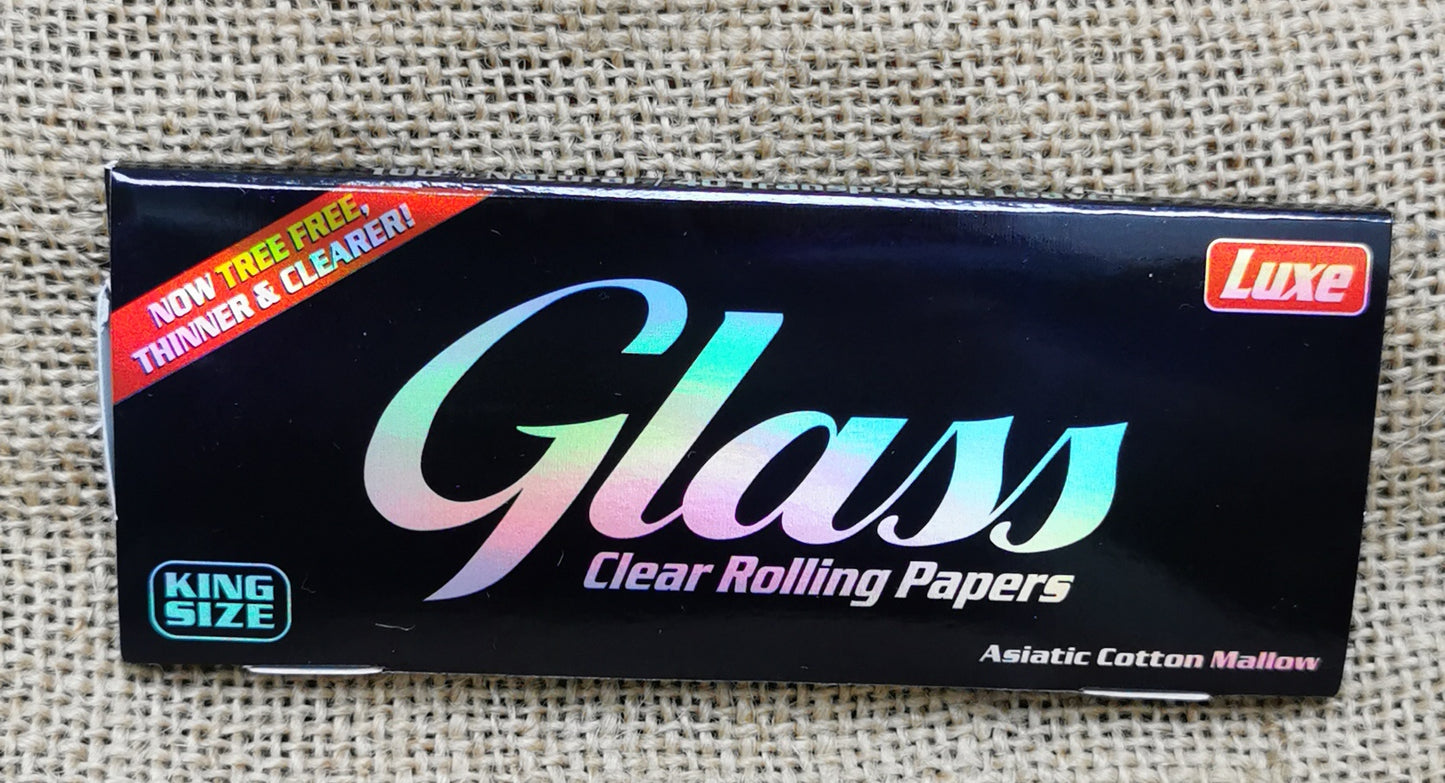 NOW TREE FREE,
THINNER & CLEARER!
Luxe
Glass
Clear Rolling Papers
KING
SIZE
Asiatic Cotton Mallow